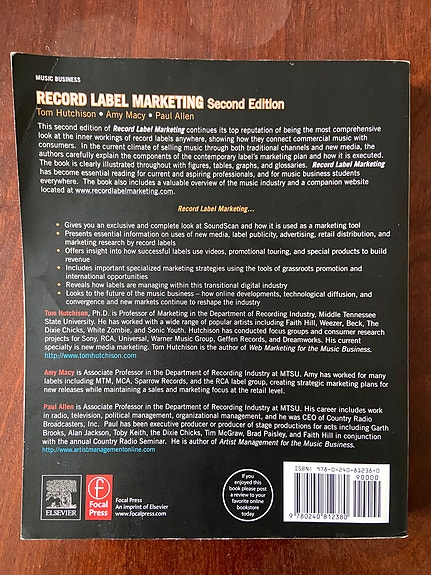 MUSIC BUSINESS
RECORD LABEL MARKETING Second Edition
Tom Hutchison • Amy Macy • Paul Allen
This second edition of Record Label Marketing continues its top reputation of being the most comprehensive
look at the inner workings of record labels anywhere, showing how they connect commercial music with
consumers. In the current climate of selling music through both traditional channels and new media, the
authors carefully explain the components of the contemporary label's marketing plan and how it is executed.
The book is clearly illustrated throughout with figures, tables, graphs, and glossaries. Record Label Marketing
has become essential reading for current and aspiring professionals, and for music business students
everywhere. The book also includes a valuable overview of the music industry and a companion website
located at www.recordlabelmarketing.com.
Record Label Marketing...
• Gives you an exclusive and complete look at SoundScan and how it is used as a marketing tool
• Presents essential information on uses of new media, label publicity, advertising, retail distribution, and
marketing research by record labels
• Offers insight into how successful labels use videos, promotional touring, and special products to build
revenue
• Includes important specialized marketing strategies using the tools of grassroots promotion and
international opportunities
• Reveals how labels are managing within this transitional digital industry
• Looks to the future of the music business – how online developments, technological diffusion, and
convergence and new markets continue to reshape the industry
Tom Hutchison, Ph.D. is Professor of Marketing in the Department of Recording Industry, Middle Tennessee
State University. He has worked with a wide range of popular artists including Faith Hill, Weezer, Beck, The
Dixie Chicks, White Zombie, and Sonic Youth. Hutchison has conducted focus groups and consumer research
projects for Sony, RCA, Universal, Warner Music Group, Geffen Records, and Dreamworks. His current
specialty is new media marketing. Tom Hutchison is the author of Web Marketing for the Music Business.
http://www.tomhutchison.com
Amy Macy is Associate Professor in the Department of Recording Industry at MTSU. Amy has worked for many
labels including MTM, MCA, Sparrow Records, and the RCA label group, creating strategic marketing plans for
new releases while maintaining a sales and marketing focus at the retail level.
Paul Allen is Associate Professor in the Department of Recording Industry at MTSU. His career includes work
in radio, television, political management, organizational management, and he was CEO of Country Radio
Broadcasters, Inc. Paul has been executive producer or producer of stage productions for acts including Garth
Brooks, Alan Jackson, Toby Keith, the Dixie Chicks, Tim McGraw, Brad Paisley, and Faith Hill in conjunction
with the annual Country Radio Seminar. He is author of Artist Management for the Music Business.
http://www.artistmanagementonline.com
ELSEVIER
Focal
Press
Focal Press
An imprint of Elsevier
www.focalpress.com
If you
enjoyed this
book please post
a review to your
favorite online
bookstore
today
ISBN: 978-0-240-81238-0
90000
9 780240 812380